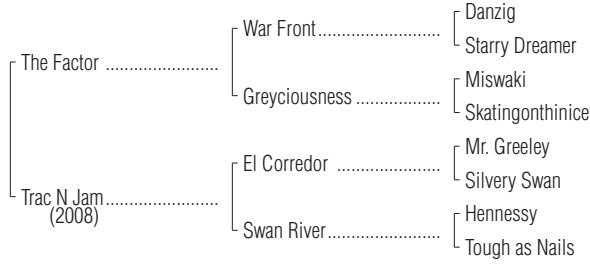 Danzig
War Front
Starry Dreamer
The Factor
Miswaki
Greyciousness
Skatingonthinice
Mr. Greeley
El Corredor
Silvery Swan
Trac N Jam
(2008)
Hennessy
Swan River
Tough as Nails